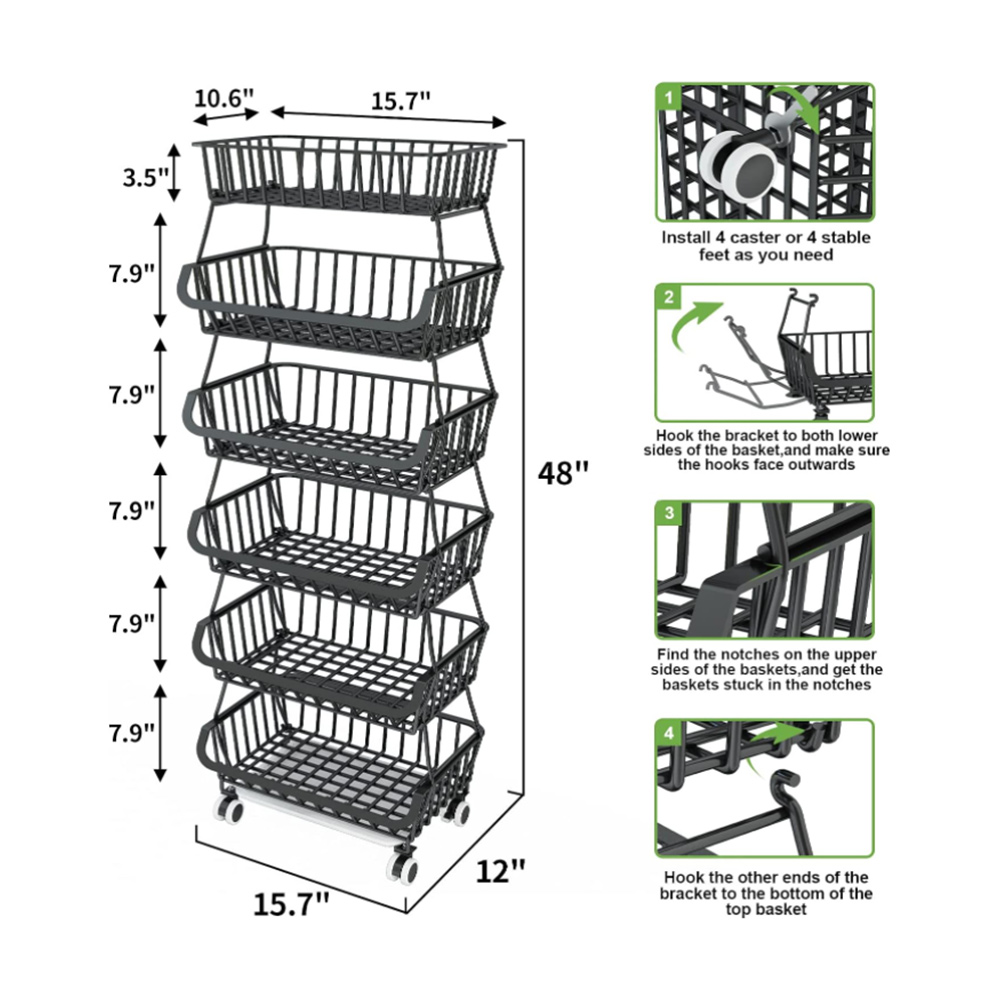 10.6"
15.7"
3.5"
7.9"
7.9"
7.9"
7.9"
7.9"
48"
12"
15.7"
1
Install 4 caster or 4 stable
feet as you need
2
Hook the bracket to both lower
sides of the basket,and make sure
the hooks face outwards
3
Find the notches on the upper
sides of the baskets,and get the
baskets stuck in the notches
4
Hook the other ends of the
bracket to the bottom of the
top basket